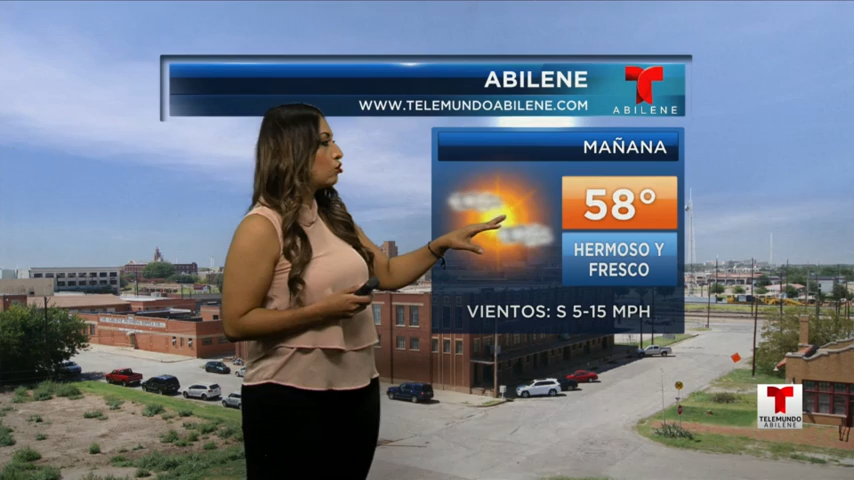 ABILENE
WWW.TELEMUNDOABILENE.COM
ABILENE
MAÑANA
58°
HERMOSO Y
FRESCO
VIENTOS: S 5-15 MPH
TELEMUNDO
ABILENE